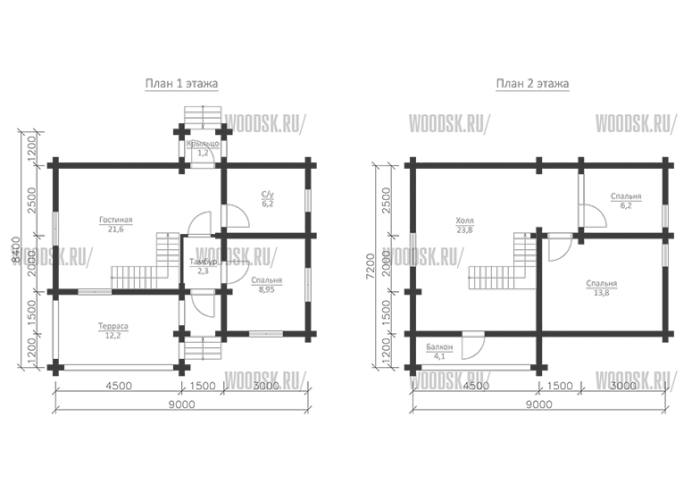 План 1 этажа
План 2 этажа
WOODSK.RU/
WOODSK.RU/
WOODSK.RU/
Крыльцо
1,2
С/у
6,2
Гостиная
21,6
Тамбур
2,3
Спальня
8,95
Терраса
12,2
WOODSK.RU/
WOODSK.RU/
WOODSK.RU/
1200
2500
2000
1500
1200
8400
4500
1500
3000
9000
Спальня
6,2
Холл
23,8
Спальня
13,8
Балкон
4,1
WOODSK.RU/
WOODSK.RU/
2500
2000
1500
1200
7200
4500
1500
3000
9000
WOODSK.RU/
WOODSK.RU/